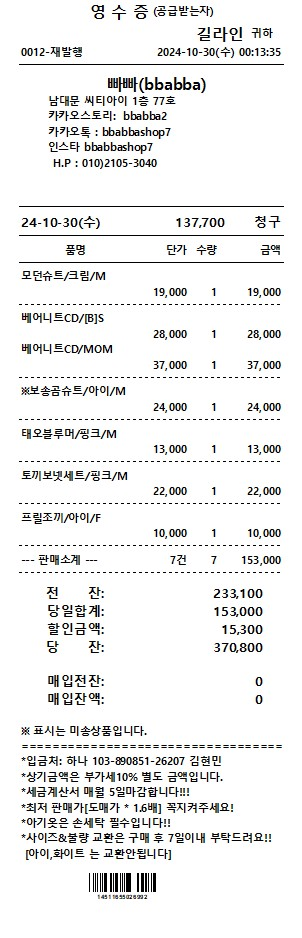 영 수 증 (공급받는자)
길라인 귀하
0012-재발행 2024-10-30(수) 00:13:35
빠빠(bbabba)
남대문 씨티아이 1층 77호
카카오스토리: bbabba2
카카오톡 : bbabbashop7
인스타 bbabbashop7
H.P : 010)2105-3040
24-10-30(수) 137,700 청구
품명 단가 수량 금액
모던슈트/크림/M
19,000 1 19,000
베어니트CD/[B]S
28,000 1 28,000
베어니트CD/MOM
37,000 1 37,000
※보송곰슈트/아이/M
24,000 1 24,000
태오블루머/핑크/M
13,000 1 13,000
토끼보넷세트/핑크/M
22,000 1 22,000
프릴조끼/아이/F
10,000 1 10,000
--- 판매소계 --- 7건 7 153,000
전 잔: 233,100
당일합계: 153,000
할인금액: 15,300
당 잔: 370,800
매입전잔: 0
매입잔액: 0
※ 표시는 미송상품입니다.
=================================
*입금처: 하나 103-890851-26207 김현민
*상기금액은 부가세10% 별도 금액입니다.
*세금계산서 매월 5일마감합니다!!!
*최저 판매가[도매가 * 1.6배] 꼭지켜주세요!
*아기옷은 손세탁 필수입니다!!
*사이즈&불량 교환은 구매 후 7일이내 부탁드려요!!
[아이,화이트 는 교환안됩니다]
14511655026992